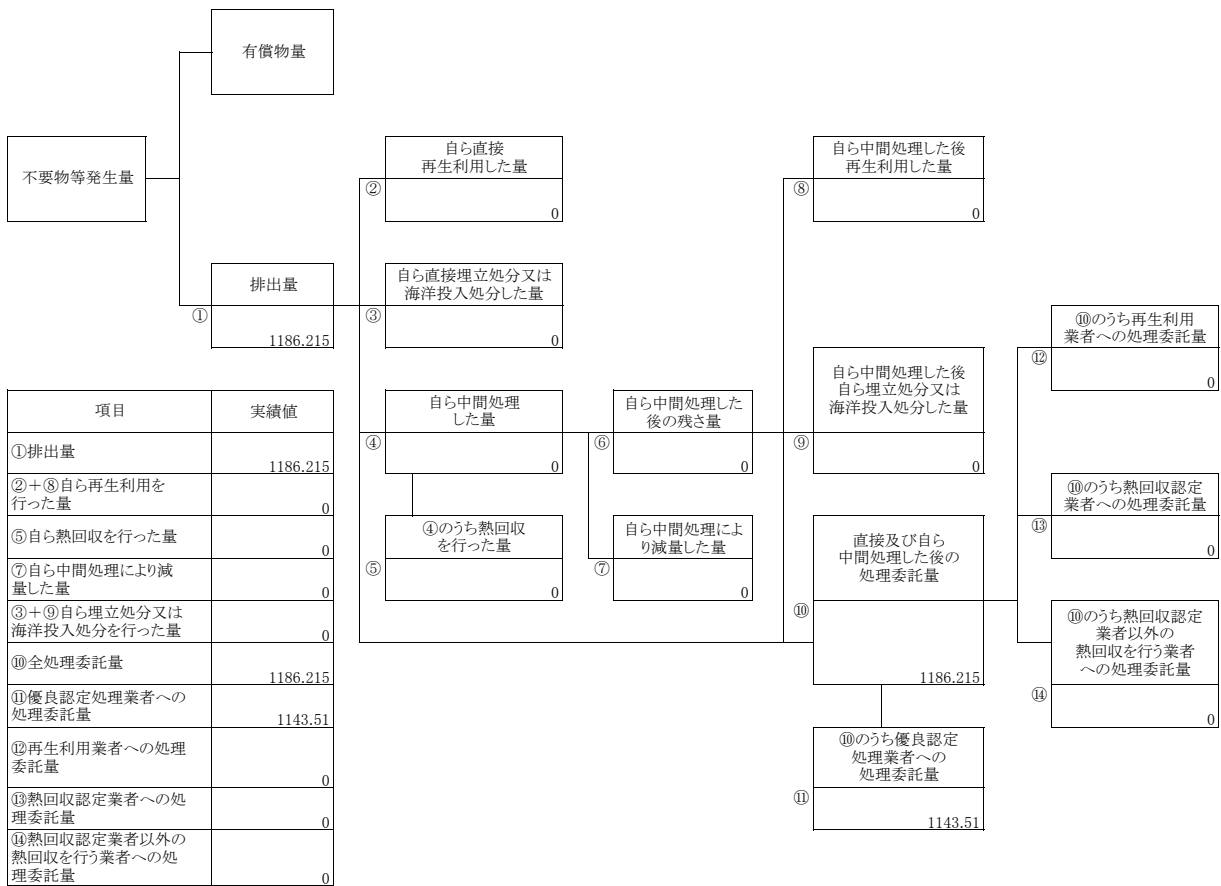 有償物量
不要物等発生量
排出量
①
1186.215
自ら直接
再生利用した量
②
0
自ら直接埋立処分又は
海洋投入処分した量
③
0
自ら中間処理
した量
④
0
④のうち熱回収
を行った量
⑤
0
自ら中間処理した
後の残さ量
⑥
0
自ら中間処理によ
り減量した量
⑦
0
自ら中間処理した後
再生利用した量
⑧
0
自ら中間処理した後
自ら埋立処分又は
海洋投入処分した量
⑨
0
直接及び自ら
中間処理した後の
処理委託量
⑩
1186.215
⑩のうち優良認定
処理業者への
処理委託量
⑪
1143.51
⑩のうち再生利用
業者への処理委託量
⑫
0
⑩のうち熱回収認定
業者への処理委託量
⑬
0
⑩のうち熱回収認定
業者以外の
熱回収を行う業者
への処理委託量
⑭
0
項目
実績値
①排出量
1186.215
②+⑧自ら再生利用を
行った量
0
⑤自ら熱回収を行った量
0
⑦自ら中間処理により減
量した量
0
③+⑨自ら埋立処分又は
海洋投入処分を行った量
0
⑩全処理委託量
1186.215
⑪優良認定処理業者への
処理委託量
1143.51
⑫再生利用業者への処理
委託量
0
⑬熱回収認定業者への処
理委託量
0
⑭熱回収認定業者以外の
熱回収を行う業者への処
理委託量
0